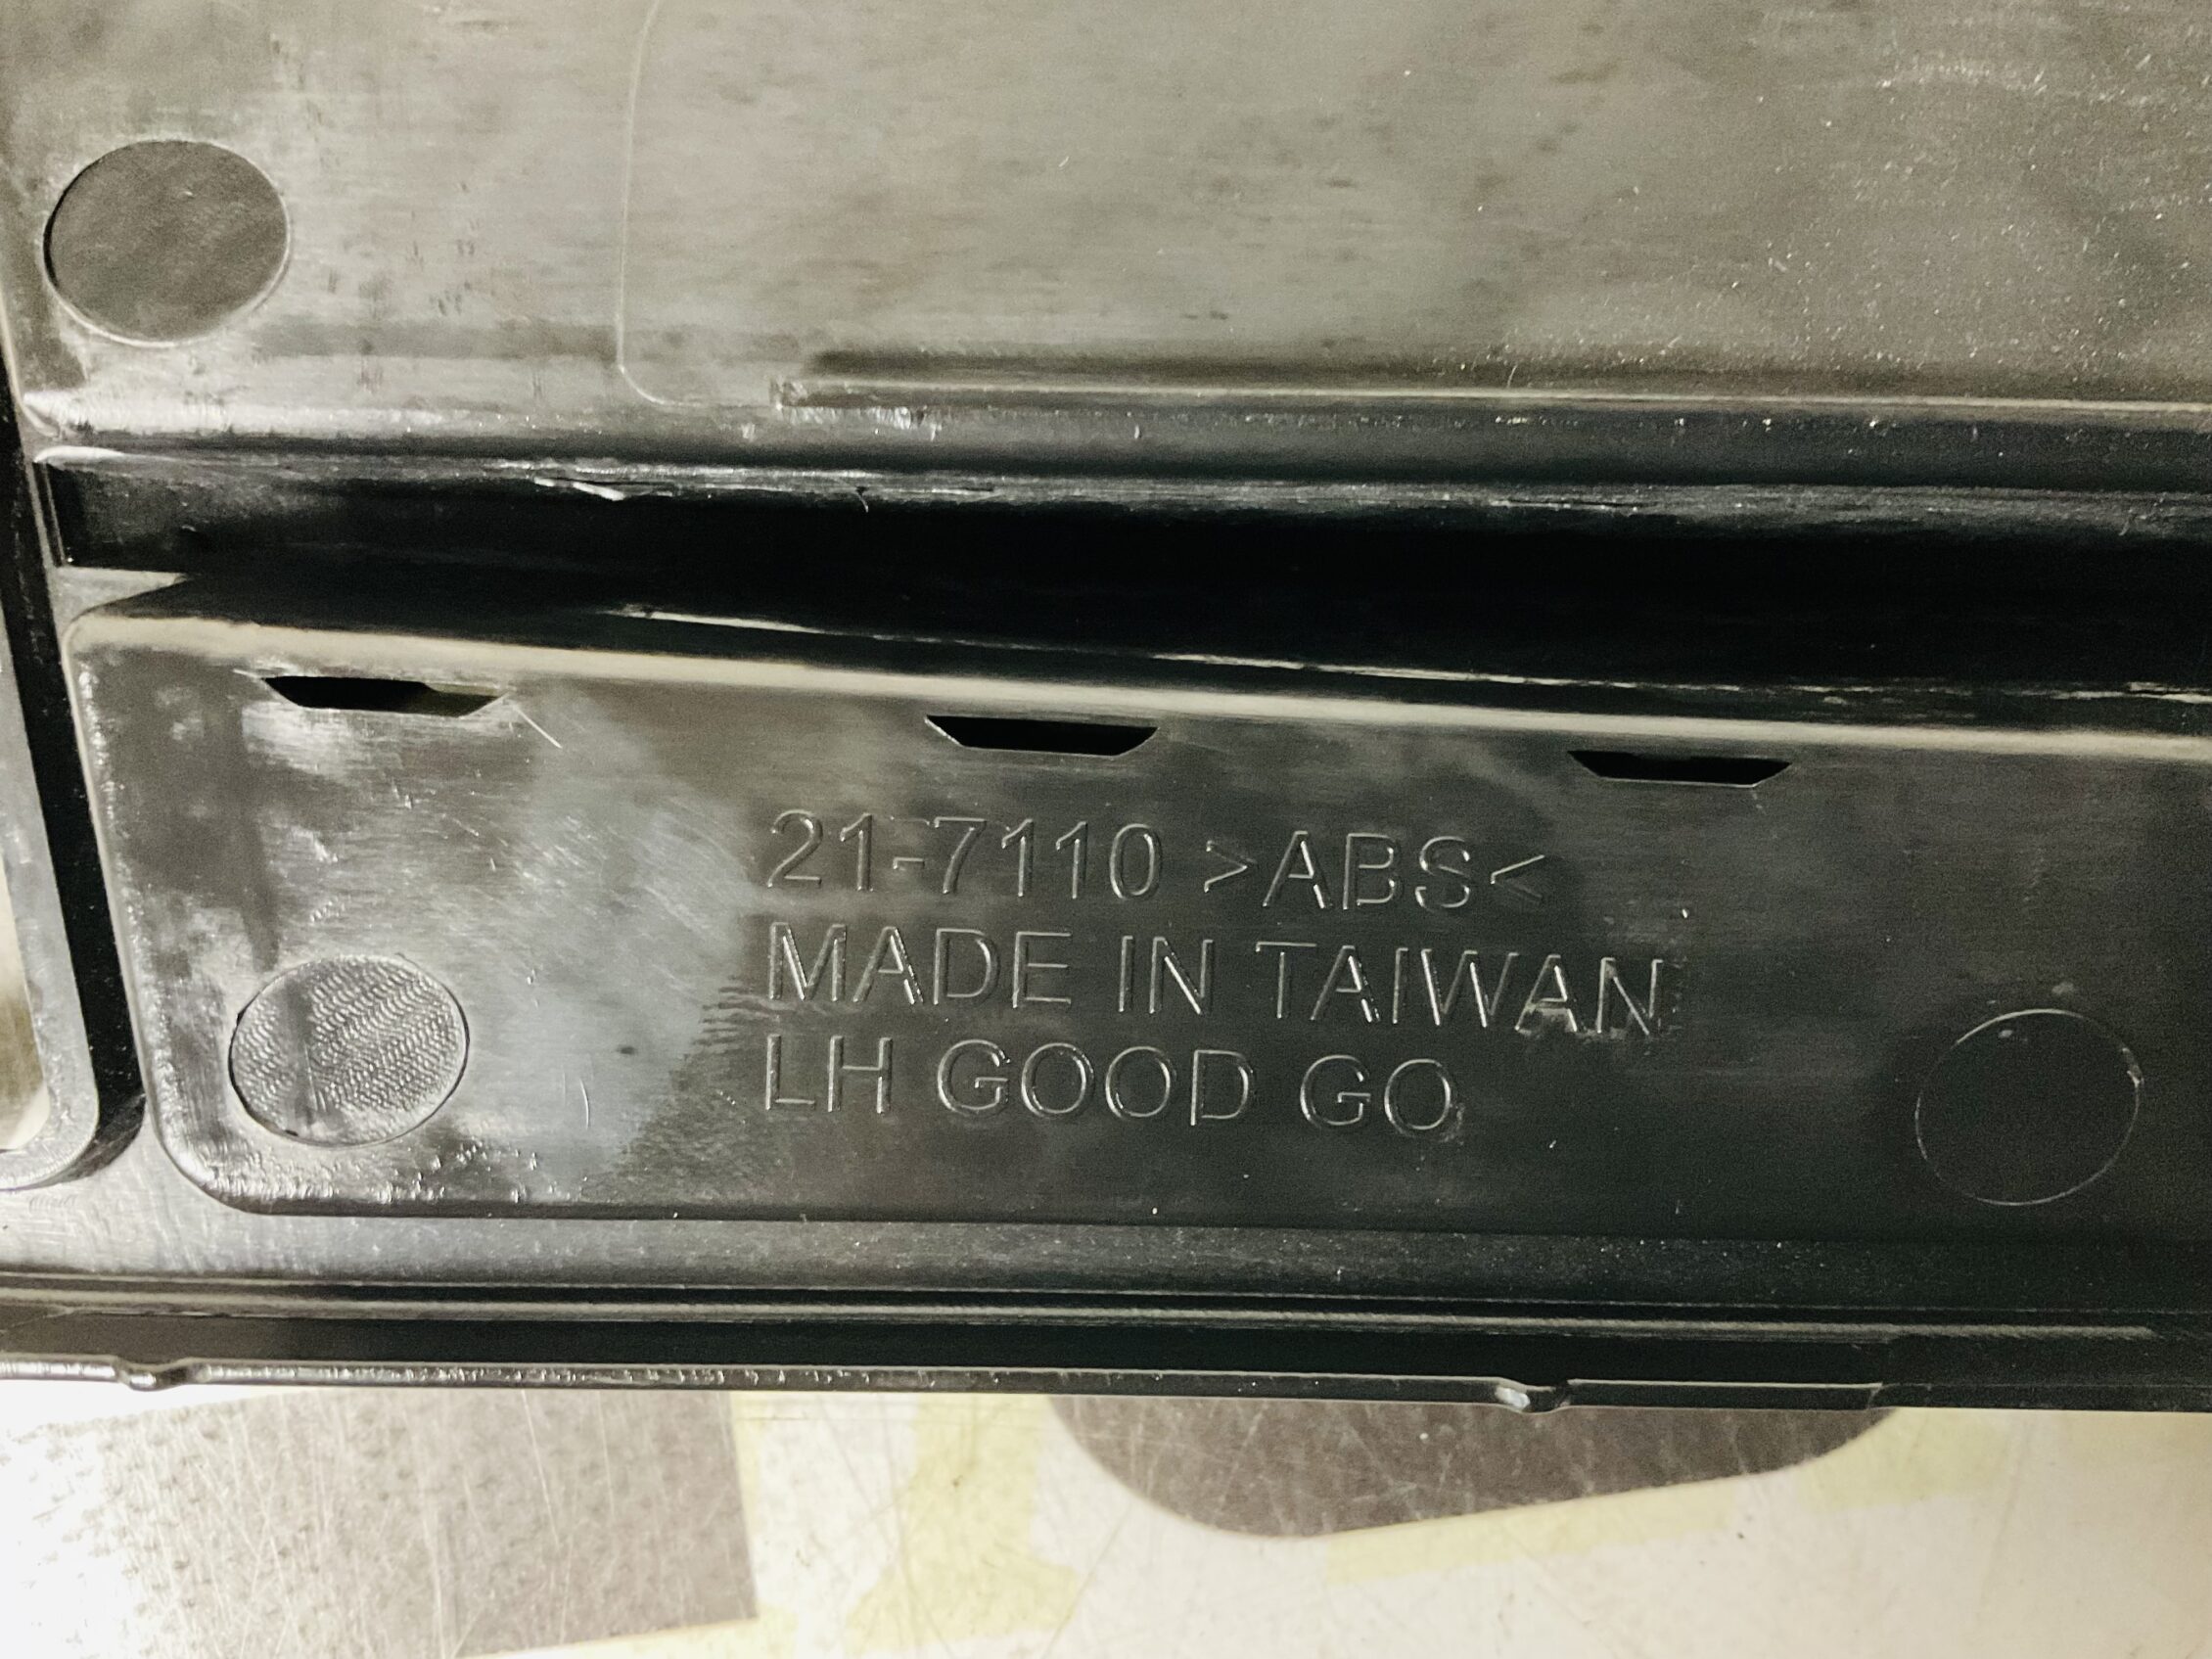 21-7110 >ABS<
MADE IN TAIWAN
LH GOOD GO